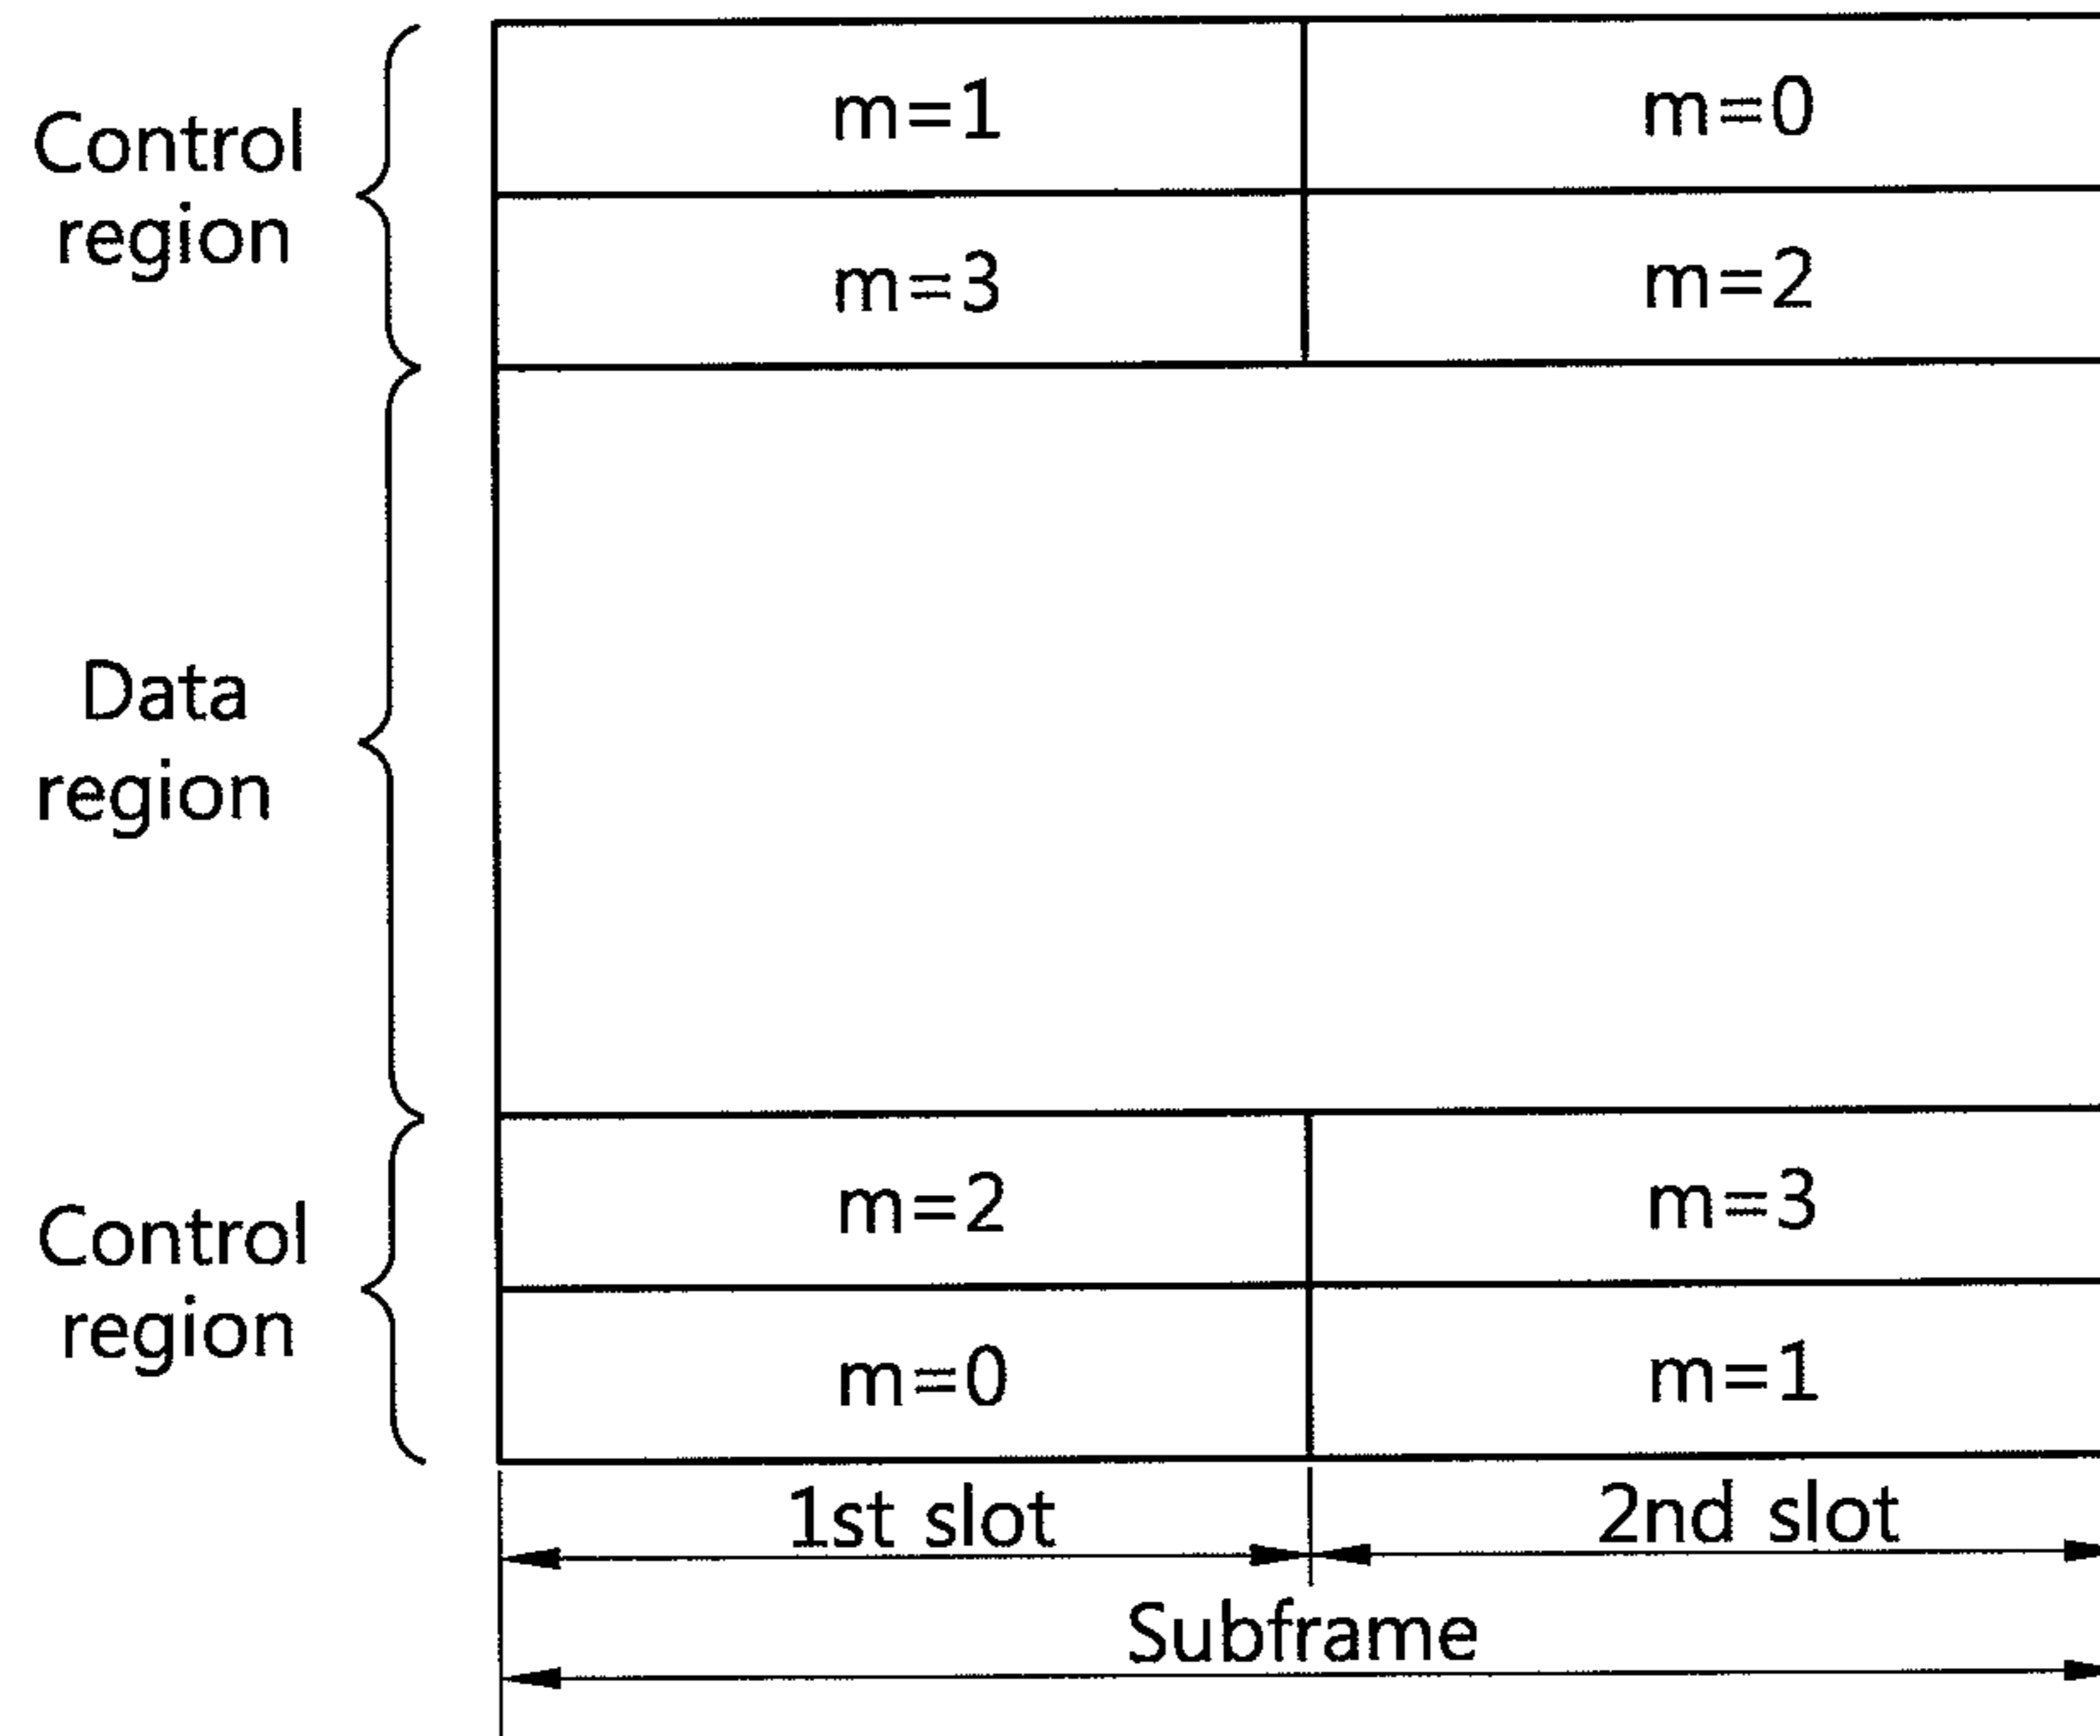 m=1 m=0
Control
region
m=3 m=2
Data
region
m=2 m=3
Control
region
m=0 m=1
1st slot 2nd slot
Subframe